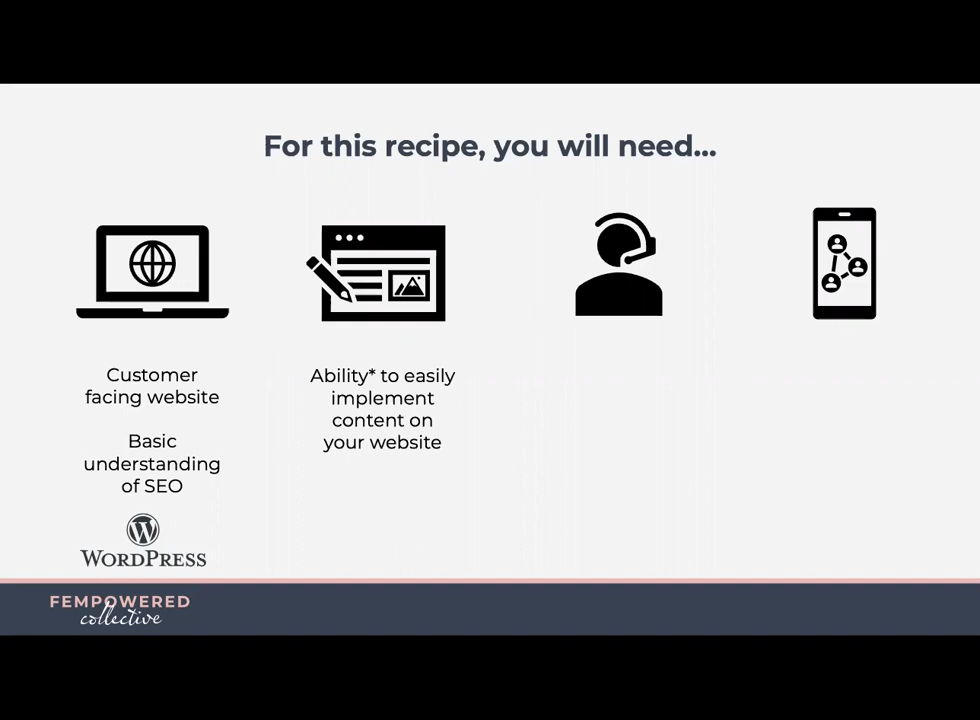 For this recipe, you will need...
Customer
facing website
Basic
understanding
of SEO
WORDPRESS
Ability* to easily
implement
content on
your website
FEMPOWERED
collective